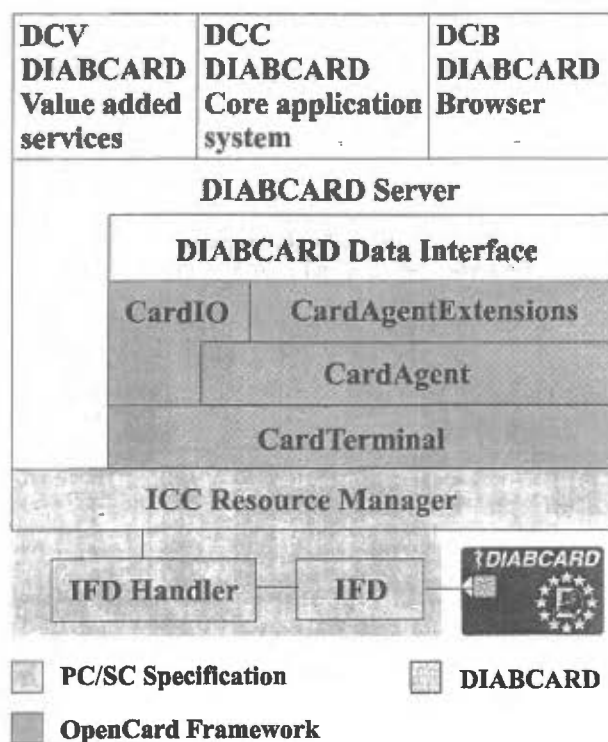 DCV
DIABCARD
Value added
services
DCC
DIABCARD
Core application
system
DCB
DIABCARD
Browser
DIABCARD Server
DIABCARD Data Interface
CardIO
CardAgentExtensions
CardAgent
CardTerminal
ICC Resource Manager
IFD Handler
IFD
DIABCARD
PC/SC Specification
DIABCARD
OpenCard Framework